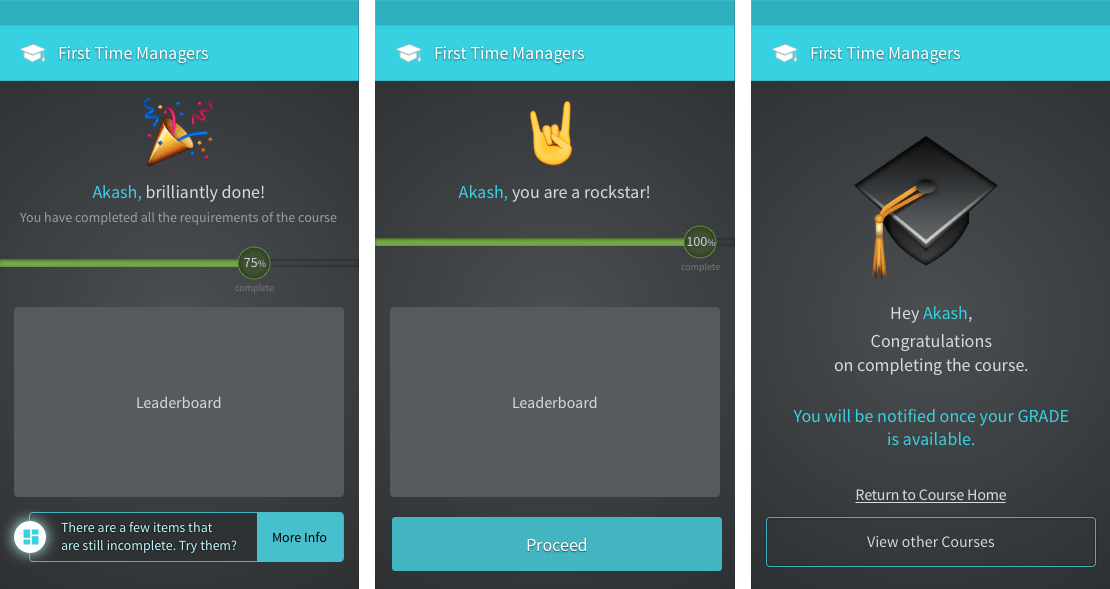 First Time Managers
Akash, brilliantly done!
You have completed all the requirements of the course
75%
complete
Leaderboard
There are a few items that
are still incomplete. Try them?
More Info
First Time Managers
Akash, you are a rockstar!
100%
complete
Leaderboard
Proceed
First Time Managers
Hey Akash,
Congratulations
on completing the course.
You will be notified once your GRADE
is available.
Return to Course Home
View other Courses